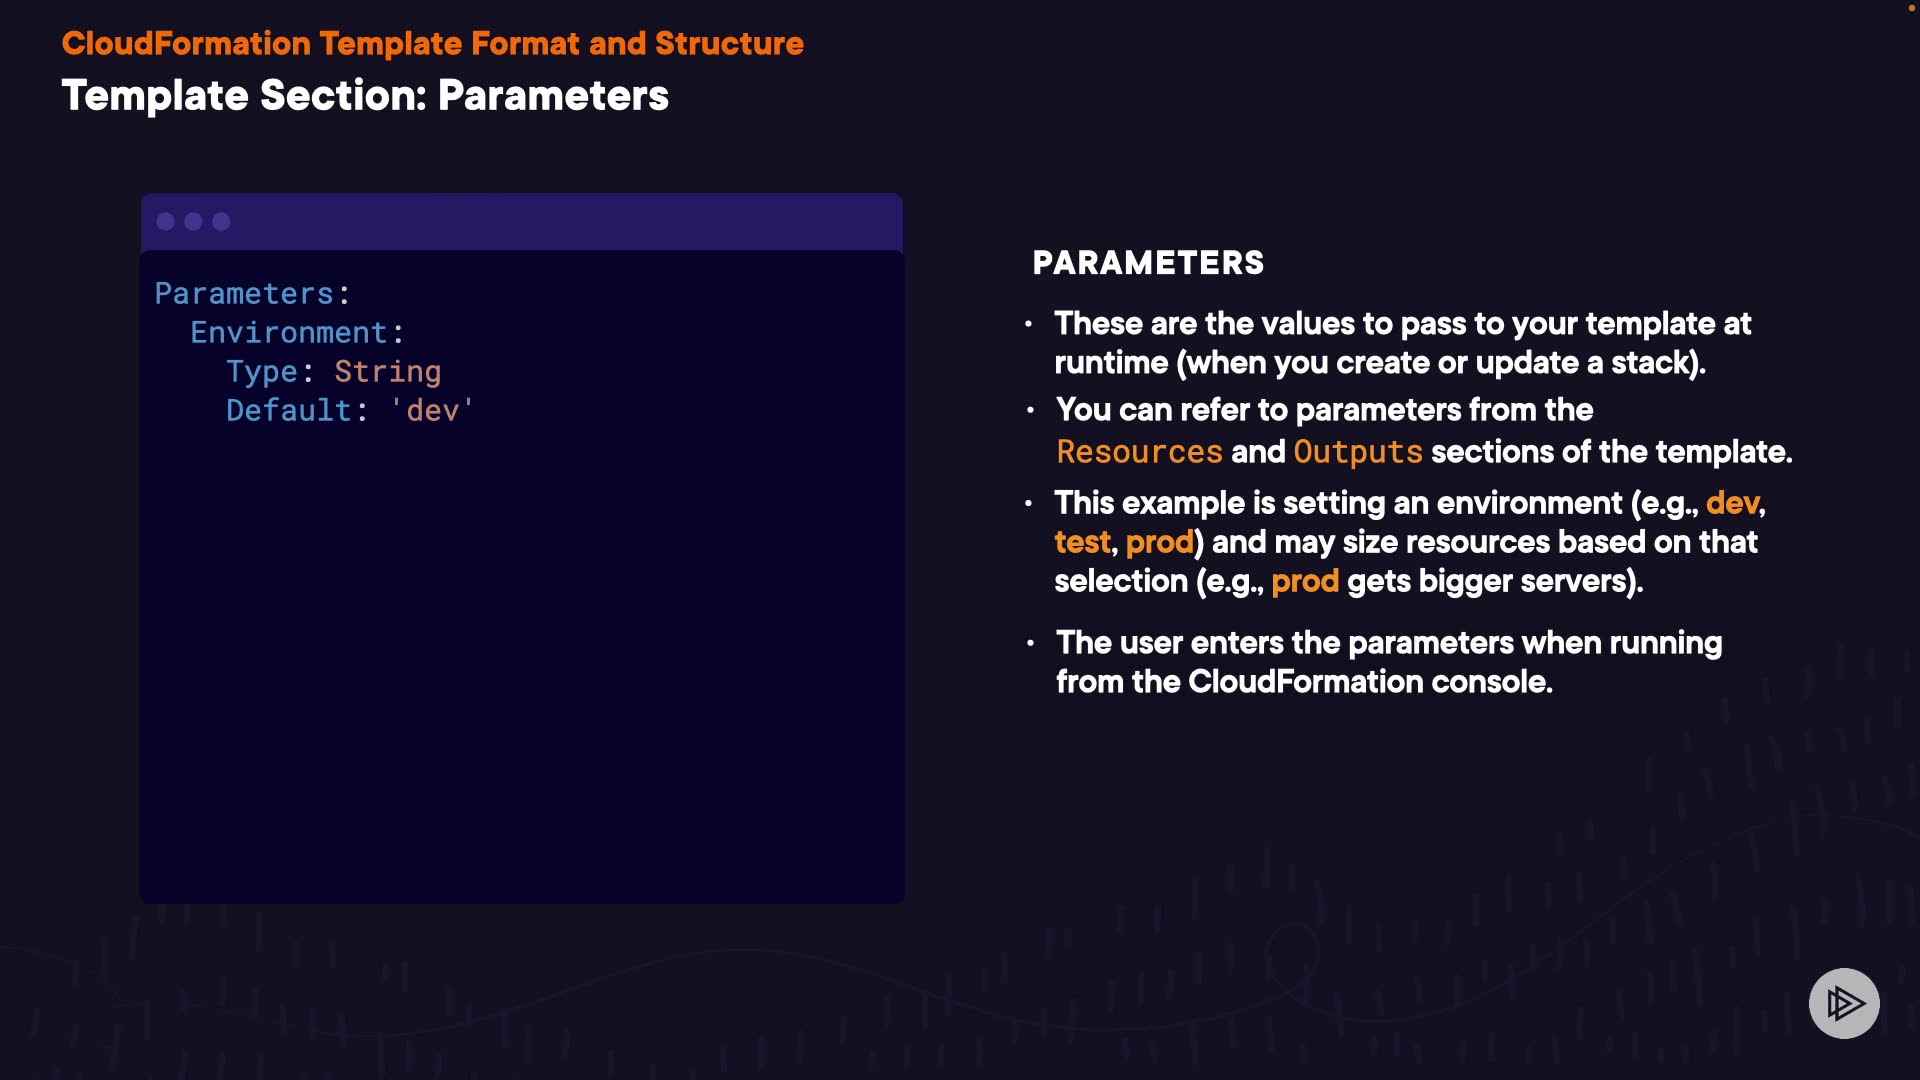 CloudFormation Template Format and Structure
Template Section: Parameters
Parameters:
  Environment:
    Type: String
    Default: 'dev'
PARAMETERS
• These are the values to pass to your template at
runtime (when you create or update a stack).
• You can refer to parameters from the
Resources and Outputs sections of the template.
• This example is setting an environment (e.g., dev,
test, prod) and may size resources based on that
selection (e.g., prod gets bigger servers).
• The user enters the parameters when running
from the CloudFormation console.